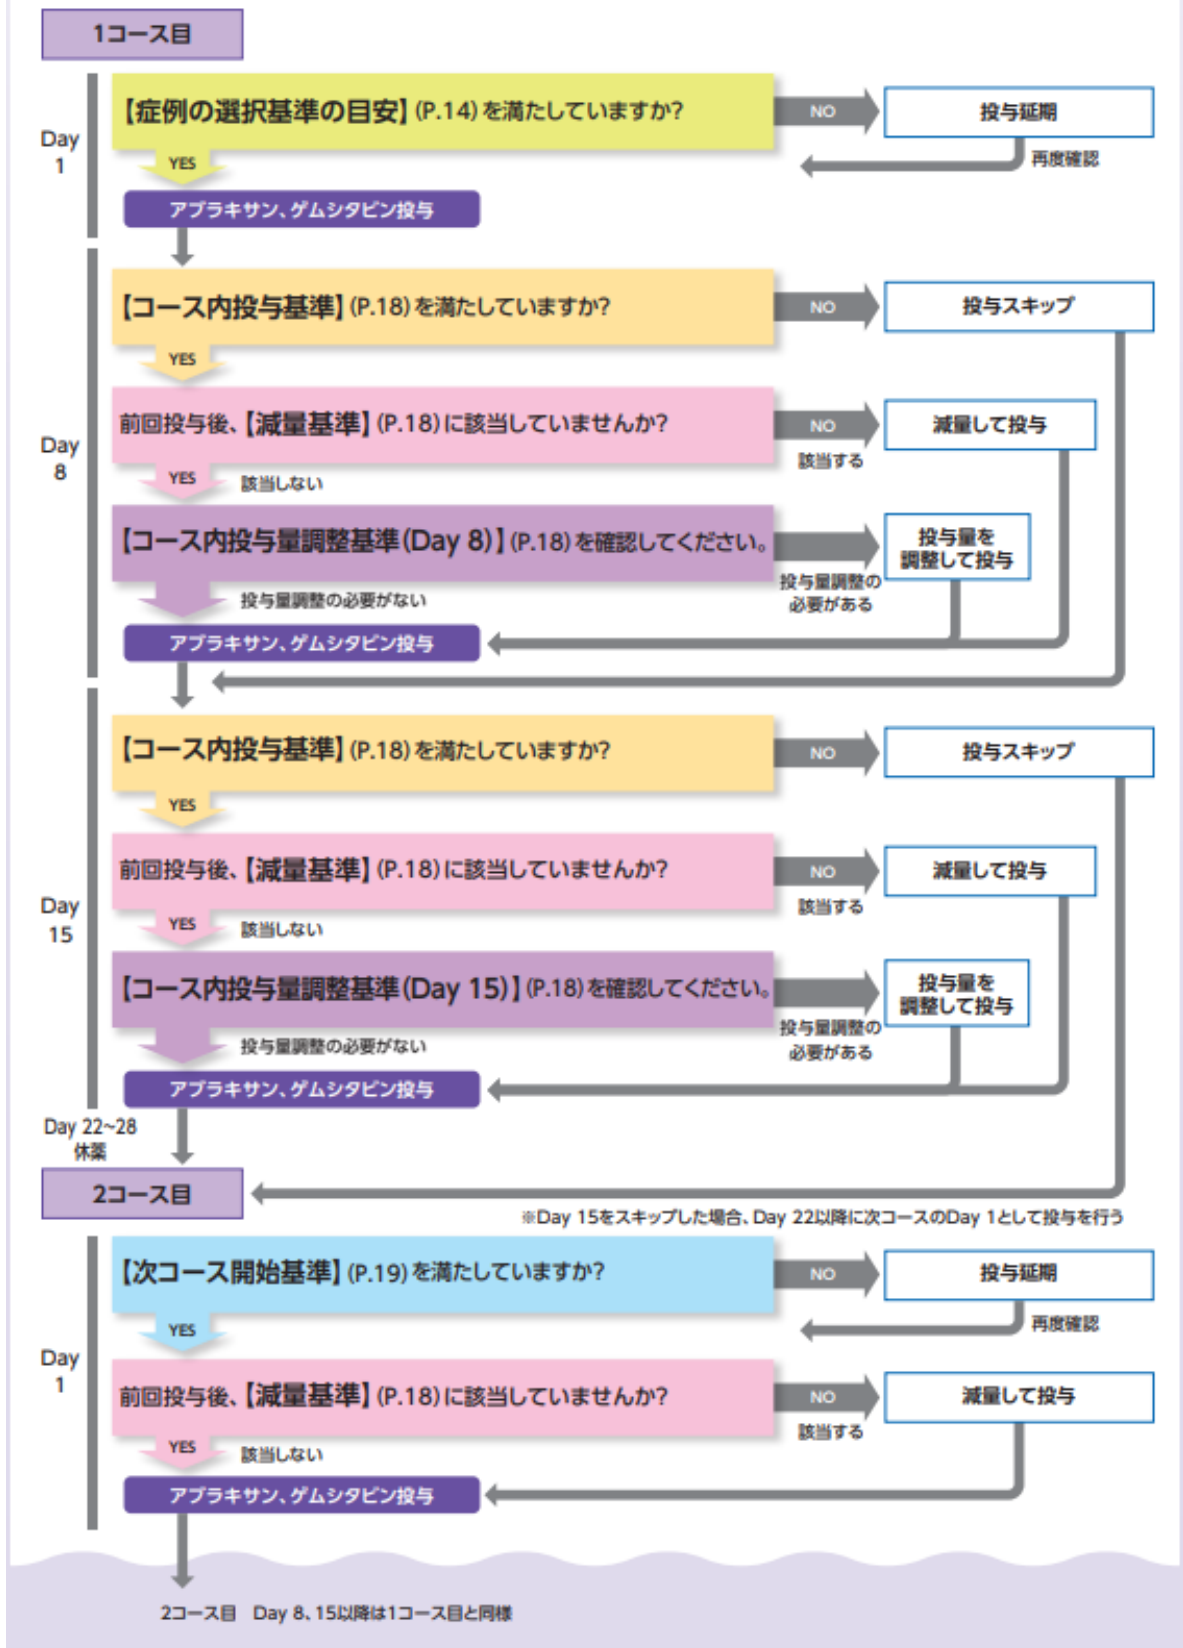 1コース目
Day
1
【症例の選択基準の目安】(P.14)を満たしていますか?
NO
投与延期
再度確認
YES
アブラキサン、ゲムシタビン投与
Day
8
【コース内投与基準】(P.18)を満たしていますか?
NO
投与スキップ
YES
前回投与後、【減量基準】(P.18)に該当していませんか?
NO
該当する
減量して投与
YES
該当しない
【コース内投与量調整基準(Day 8)】(P.18)を確認してください。
投与量調整の
必要がある
投与量を
調整して投与
投与量調整の必要がない
アブラキサン、ゲムシタビン投与
Day
15
【コース内投与基準】(P.18)を満たしていますか?
NO
投与スキップ
YES
前回投与後、【減量基準】(P.18)に該当していませんか?
NO
該当する
減量して投与
YES
該当しない
【コース内投与量調整基準(Day 15)】(P.18)を確認してください。
投与量調整の
必要がある
投与量を
調整して投与
投与量調整の必要がない
アブラキサン、ゲムシタビン投与
Day 22~28
休薬
2コース目
※Day 15をスキップした場合、Day 22以降に次コースのDay 1として投与を行う
Day
1
【次コース開始基準】(P.19)を満たしていますか?
NO
投与延期
再度確認
YES
前回投与後、【減量基準】(P.18)に該当していませんか?
NO
該当する
減量して投与
YES
該当しない
アブラキサン、ゲムシタビン投与
2コース目 Day 8、15以降は1コース目と同様